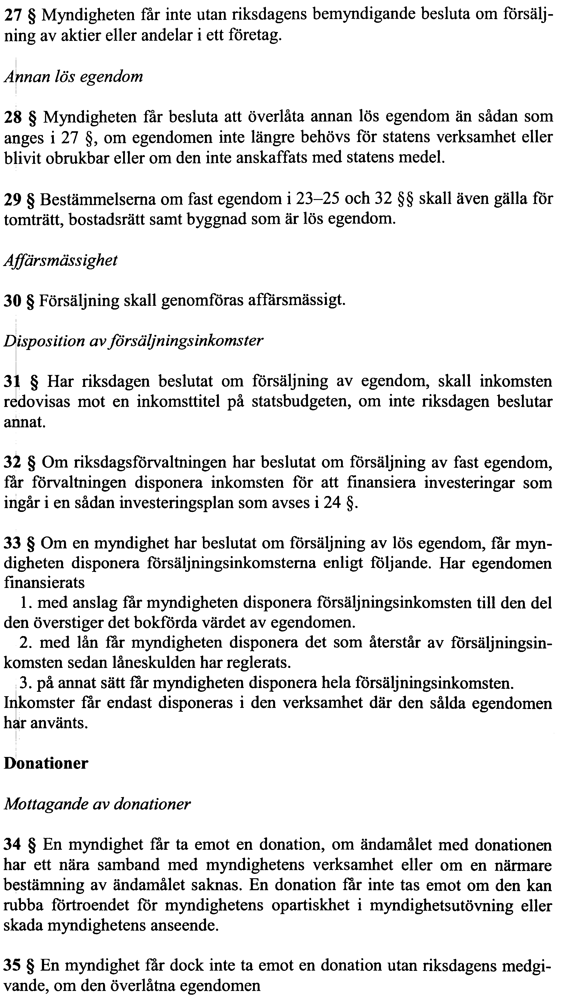 27 § Myndigheten får inte utan riksdagens bemyndigande besluta om försälj-
ning av aktier eller andelar i ett företag.
Annan lös egendom
28 § Myndigheten får besluta att överlåta annan lös egendom än sådan som
anges i 27 §, om egendomen inte längre behövs för statens verksamhet eller
blivit obrukbar eller om den inte anskaffats med statens medel.
29 § Bestämmelserna om fast egendom i 23–25 och 32 §§ skall även gälla för
tomträtt, bostadsrätt samt byggnad som är lös egendom.
Affärsmässighet
30 § Försäljning skall genomföras affärsmässigt.
Disposition av försäljningsinkomster
31 § Har riksdagen beslutat om försäljning av egendom, skall inkomsten
redovisas mot en inkomsttitel på statsbudgeten, om inte riksdagen beslutar
annat.
32 § Om riksdagsförvaltningen har beslutat om försäljning av fast egendom,
får förvaltningen disponera inkomsten för att finansiera investeringar som
ingår i en sådan investeringsplan som avses i 24 §.
33 § Om en myndighet har beslutat om försäljning av lös egendom, får myn-
digheten disponera försäljningsinkomsterna enligt följande. Har egendomen
finansierats
1. med anslag får myndigheten disponera försäljningsinkomsten till den del
den överstiger det bokförda värdet av egendomen.
2. med lån får myndigheten disponera det som återstår av försäljningsin-
komsten sedan låneskulden har reglerats.
3. på annat sätt får myndigheten disponera hela försäljningsinkomsten.
Inkomster får endast disponeras i den verksamhet där den sålda egendomen
har använts.
Donationer
Mottagande av donationer
34 § En myndighet får ta emot en donation, om ändamålet med donationen
har ett nära samband med myndighetens verksamhet eller om en närmare
bestämning av ändamålet saknas. En donation får inte tas emot om den kan
rubba förtroendet för myndighetens opartiskhet i myndighetsutövning eller
skada myndighetens anseende.
35 § En myndighet får dock inte ta emot en donation utan riksdagens medgi-
vande, om den överlåtna egendomen